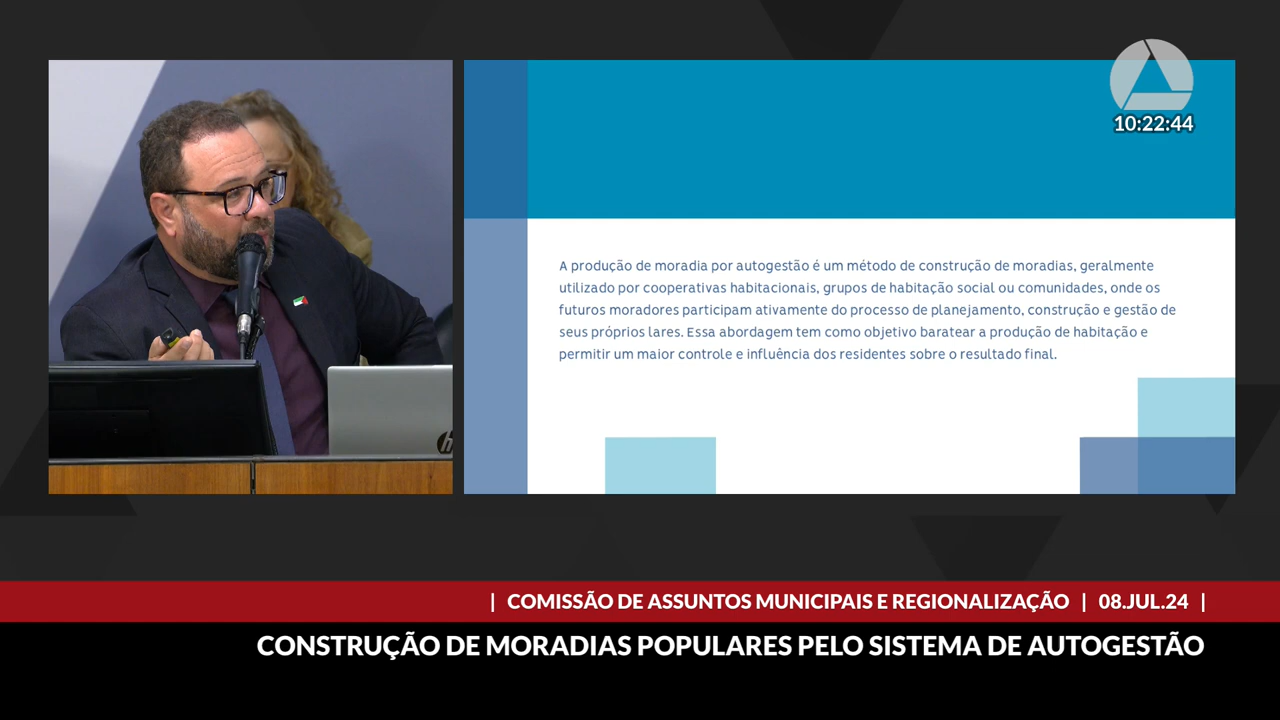 10:22:44
A produção de moradia por autogestão é um método de construção de moradias, geralmente
utilizado por cooperativas habitacionais, grupos de habitação social ou comunidades, onde os
futuros moradores participam ativamente do processo de planejamento, construção e gestão de
seus próprios lares. Essa abordagem tem como objetivo baratear a produção de habitação e
permitir um maior controle e influência dos residentes sobre o resultado final.
hp
| COMISSÃO DE ASSUNTOS MUNICIPAIS E REGIONALIZAÇÃO | 08.JUL.24 |
CONSTRUÇÃO DE MORADIAS POPULARES PELO SISTEMA DE AUTOGESTÃO